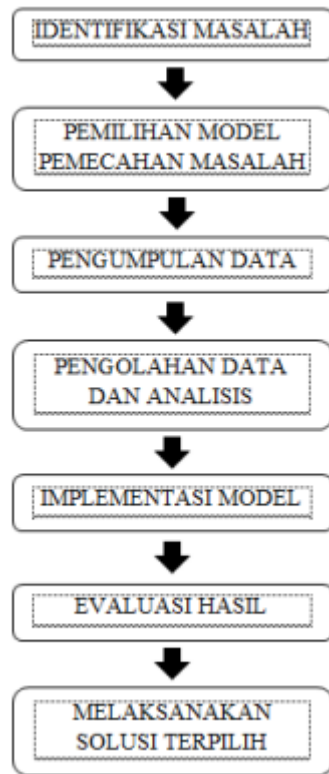 IDENTIFIKASI MASALAH
PEMILIHAN MODEL
PEMECAHAN MASALAH
PENGUMPULAN DATA
PENGOLAHAN DATA
DAN ANALISIS
IMPLEMENTASI MODEL
EVALUASI HASIL
MELAKSANAKAN
SOLUSI TERPILIH